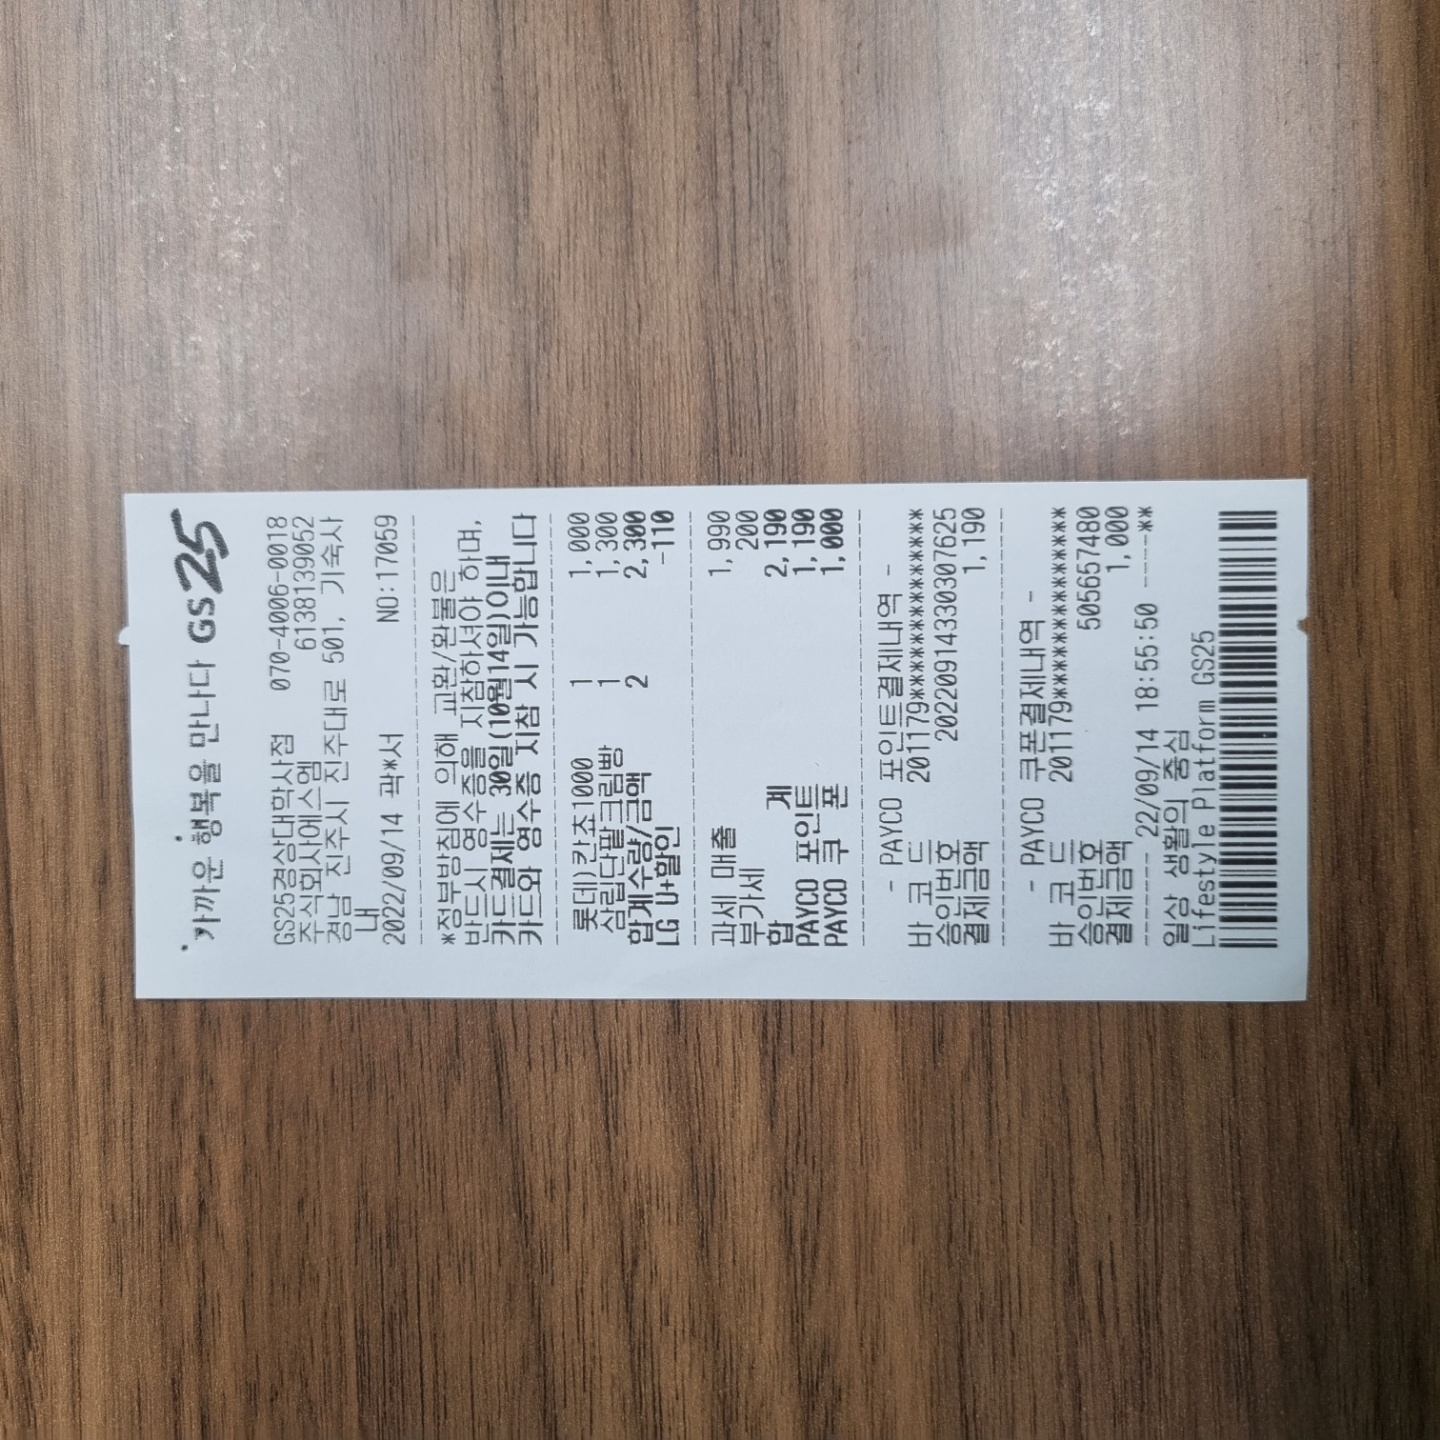 가까운 행복을 만나다 GS25
GS25경상대학사점 070-4006-0018
주식회사에스엠 6138139052
경남 진주시 진주대로 501, 기숙사
내
2022/09/14 곽*서 NO:17059
*정부방침에 의해 교환/환불은
반드시 영수증을 지참하셔야 하며,
카드결제는 30일(10월14일)이내
카드와 영수증 지참 시 가능합니다
롯데)칸쵸1000 1 1,000
삼립단팥크림빵 1 1,300
합계수량/금액 2 2,300
LG U+할인 -110
과세 매출 1,990
부가세 200
합 계 2,190
PAYCO 포인트 1,190
PAYCO 쿠 폰 1,000
- PAYCO 포인트결제내역 -
바 코 드 201179**************
승인번호 20220914330307625
결제금액 1,190
- PAYCO 쿠폰결제내역 -
바 코 드 201179**************
승인번호 505657480
결제금액 1,000
------- 22/09/14 18:55:50 ----**
일상 생활의 중심
Lifestyle Platform GS25